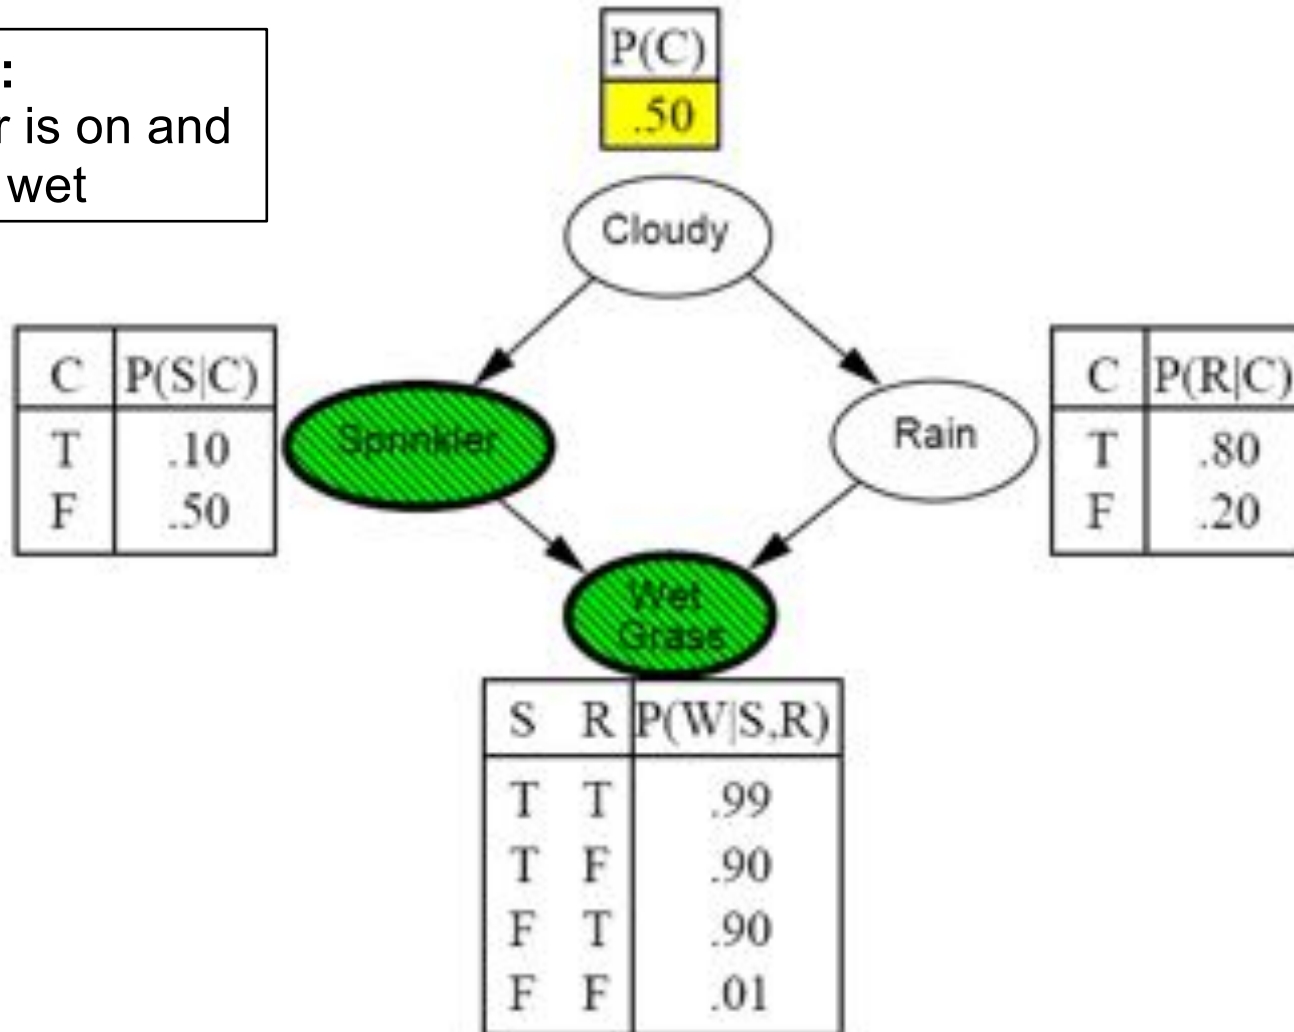 :
r is on and
wet
P(C)
.50
Cloudy
C P(S|C)
T .10
F .50
Sprinkler
Rain
C P(R|C)
T .80
F .20
Wet
Grass
S R P(W|S,R)
T T .99
T F .90
F T .90
F F .01